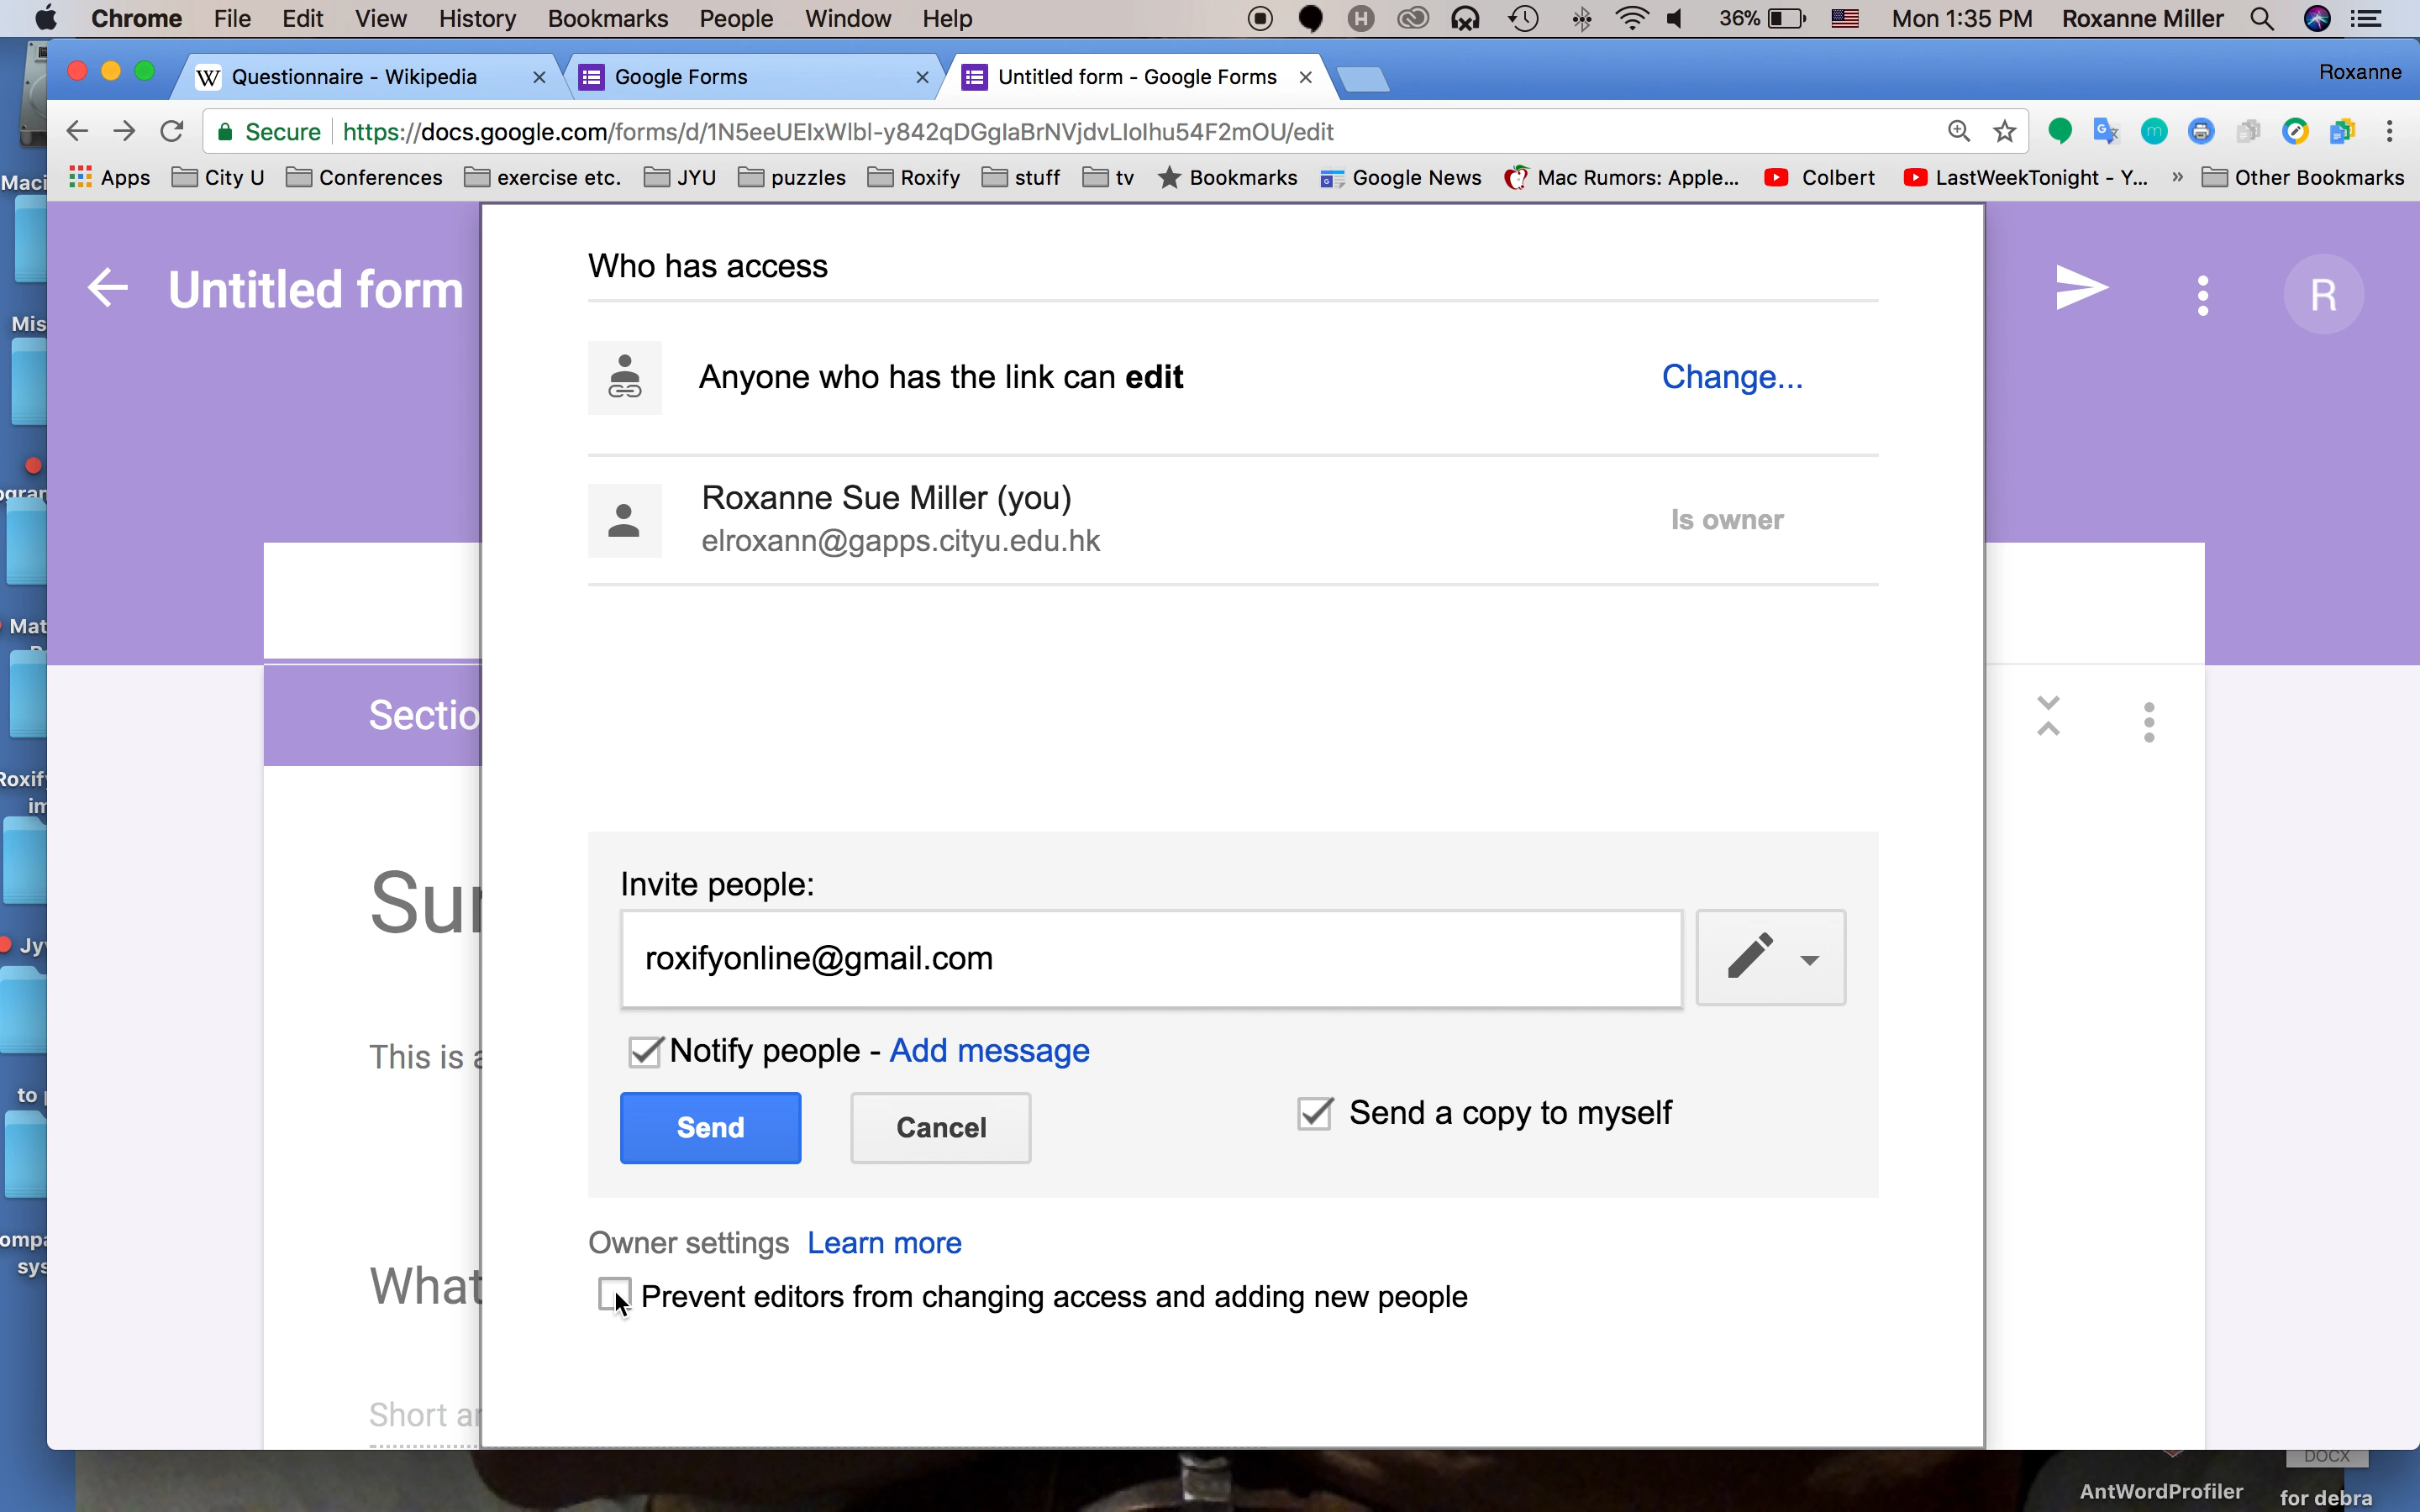 Chrome File Edit View History Bookmarks People Window Help 36% Mon 1:35 PM Roxanne Miller
Questionnaire - Wikipedia Google Forms Untitled form - Google Forms Roxanne
Secure https://docs.google.com/forms/d/1N5eeUEIxWlbl-y842qDGglaBrNVjdvLIolhu54F2mOU/edit
Apps City U Conferences exercise etc. JYU puzzles Roxify stuff tv Bookmarks Google News Mac Rumors: Apple... Colbert LastWeekTonight - Y... » Other Bookmarks
Untitled form
R
Who has access
Anyone who has the link can edit Change...
Roxanne Sue Miller (you)
elroxann@gapps.cityu.edu.hk
Is owner
Sectio
Sur
This is a
What
Short an
Invite people:
roxifyonline@gmail.com
Notify people - Add message
Send Cancel Send a copy to myself
Owner settings Learn more
Prevent editors from changing access and adding new people
Maci
Mis
ograr
Mat
Roxify
im
Jyv
to p
ompa
sys
DOCX
AntWordProfiler for debra